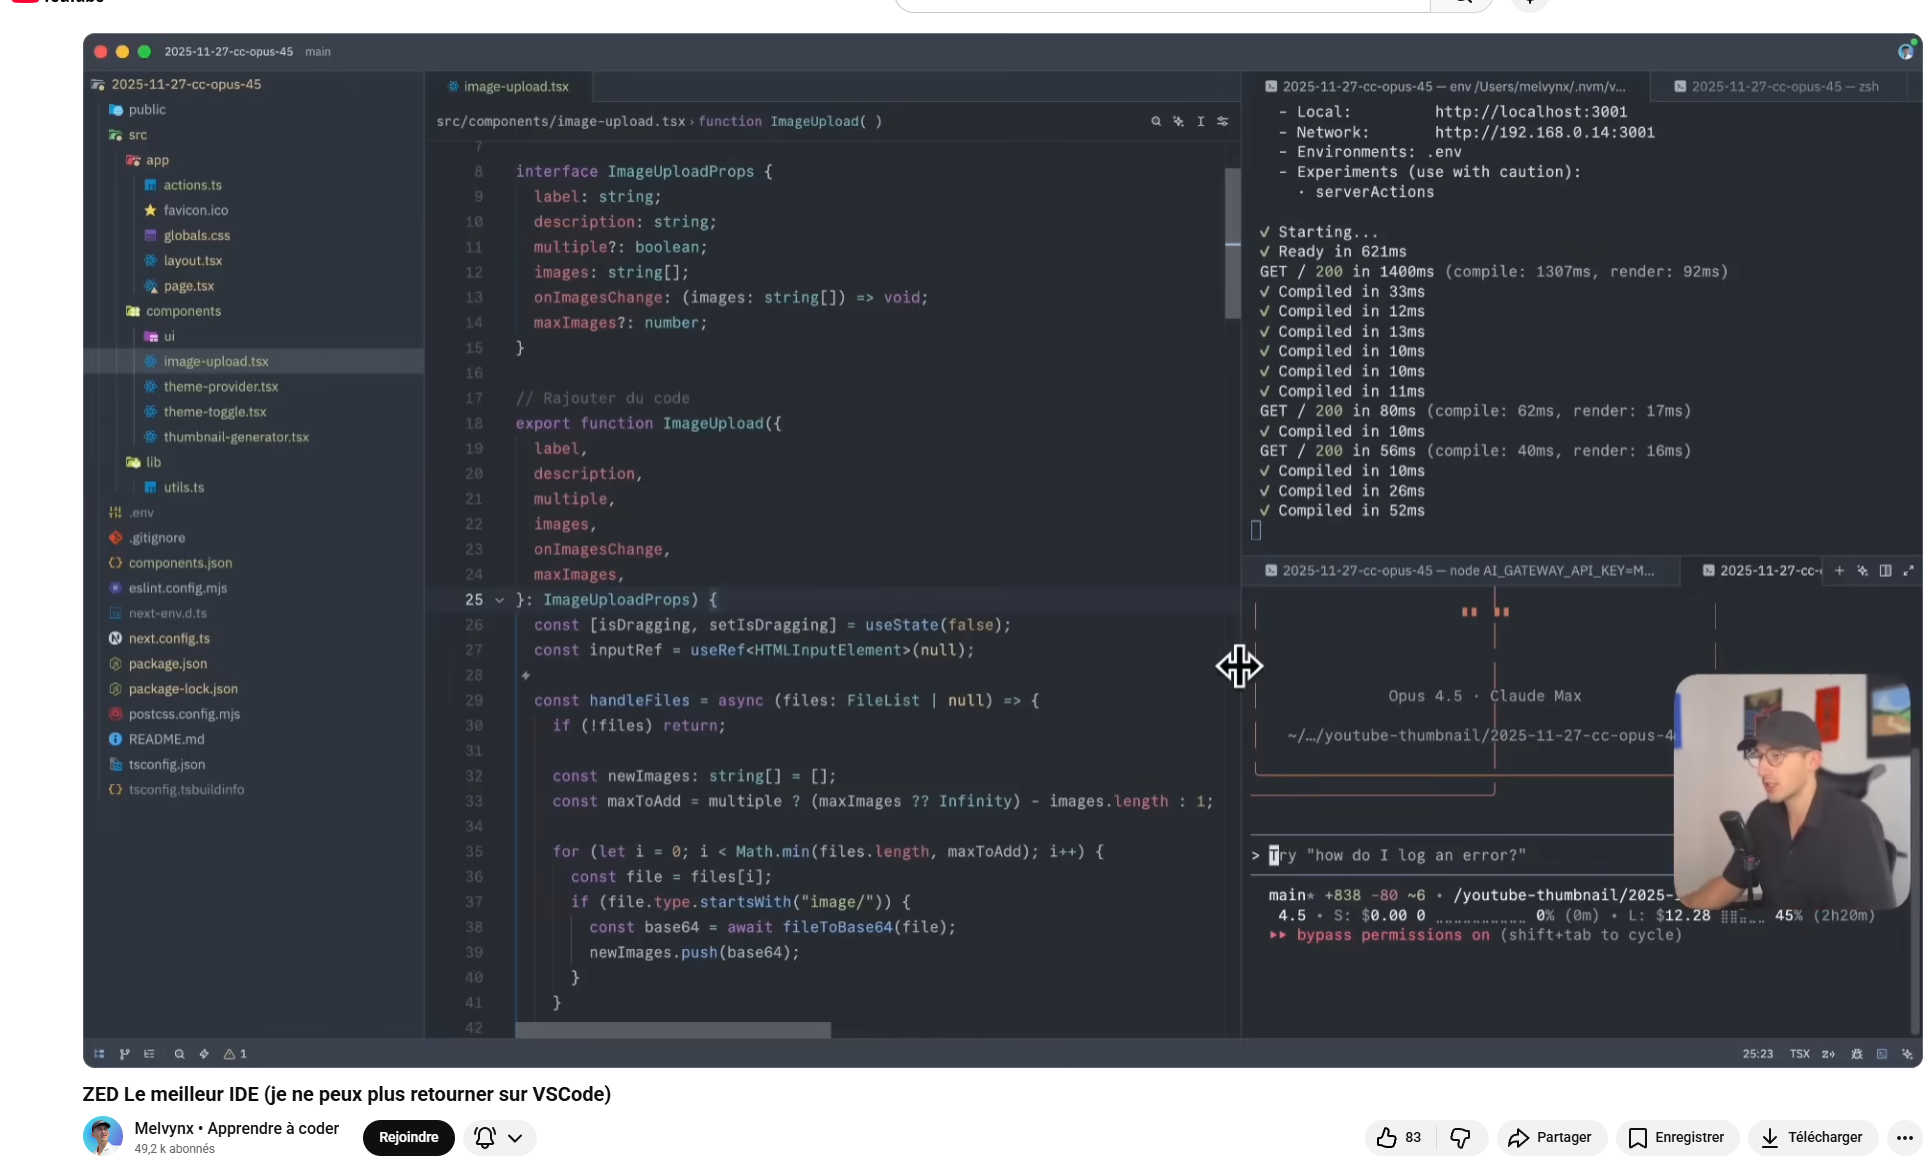 2025-11-27-cc-opus-45 main
2025-11-27-cc-opus-45
public
src
app
actions.ts
favicon.ico
globals.css
layout.tsx
page.tsx
components
ui
image-upload.tsx
theme-provider.tsx
theme-toggle.tsx
thumbnail-generator.tsx
lib
utils.ts
.env
.gitignore
components.json
eslint.config.mjs
next-env.d.ts
next.config.ts
package.json
package-lock.json
postcss.config.mjs
README.md
tsconfig.json
tsconfig.tsbuildinfo
1
image-upload.tsx
src/components/image-upload.tsx › function ImageUpload( )
7
8 interface ImageUploadProps {
9 label: string;
10 description: string;
11 multiple?: boolean;
12 images: string[];
13 onImagesChange: (images: string[]) => void;
14 maxImages?: number;
15 }
16
17 // Rajouter du code
18 export function ImageUpload({
19 label,
20 description,
21 multiple,
22 images,
23 onImagesChange,
24 maxImages,
25 }: ImageUploadProps) {
26 const [isDragging, setIsDragging] = useState(false);
27 const inputRef = useRef<HTMLInputElement>(null);
28
29 const handleFiles = async (files: FileList | null) => {
30 if (!files) return;
31
32 const newImages: string[] = [];
33 const maxToAdd = multiple ? (maxImages ?? Infinity) - images.length : 1;
34
35 for (let i = 0; i < Math.min(files.length, maxToAdd); i++) {
36 const file = files[i];
37 if (file.type.startsWith("image/")) {
38 const base64 = await fileToBase64(file);
39 newImages.push(base64);
40 }
41 }
42
2025-11-27-cc-opus-45 — env /Users/melvynx/.nvm/v...
2025-11-27-cc-opus-45 — zsh
- Local: http://localhost:3001
- Network: http://192.168.0.14:3001
- Environments: .env
- Experiments (use with caution):
· serverActions
✓ Starting...
✓ Ready in 621ms
GET / 200 in 1400ms (compile: 1307ms, render: 92ms)
✓ Compiled in 33ms
✓ Compiled in 12ms
✓ Compiled in 13ms
✓ Compiled in 10ms
✓ Compiled in 10ms
✓ Compiled in 11ms
GET / 200 in 80ms (compile: 62ms, render: 17ms)
✓ Compiled in 10ms
GET / 200 in 56ms (compile: 40ms, render: 16ms)
✓ Compiled in 10ms
✓ Compiled in 26ms
✓ Compiled in 52ms
2025-11-27-cc-opus-45 — node AI_GATEWAY_API_KEY=M...
2025-11-27-cc-
Opus 4.5 · Claude Max
~/…/youtube-thumbnail/2025-11-27-cc-opus-4
> Try "how do I log an error?"
main* +838 -80 ~6 • /youtube-thumbnail/2025-
4.5 • S: $0.00 0 0% (0m) • L: $12.28 45% (2h20m)
bypass permissions on (shift+tab to cycle)
25:23 TSX
ZED Le meilleur IDE (je ne peux plus retourner sur VSCode)
Melvynx • Apprendre à coder
49,2 k abonnés
Rejoindre
83
Partager
Enregistrer
Télécharger